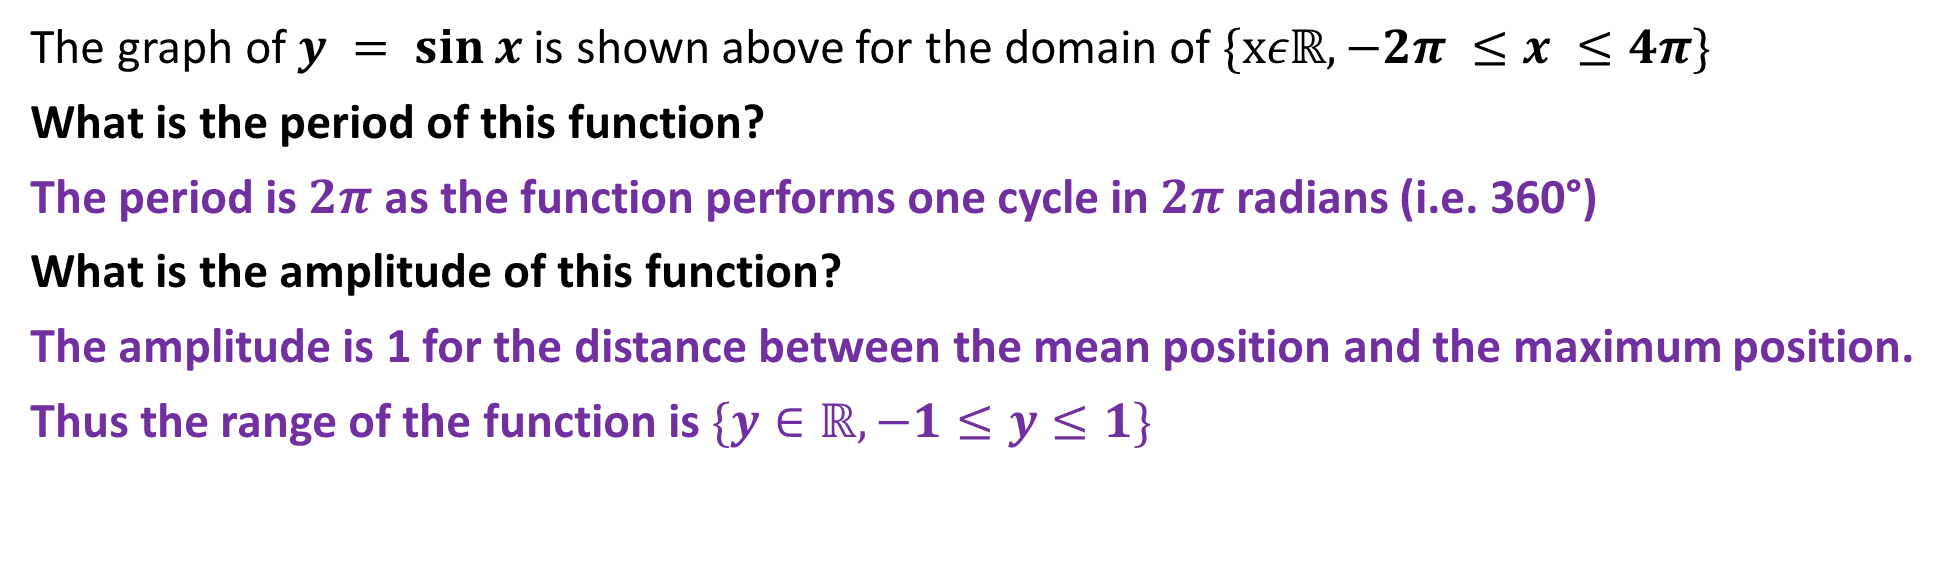 The graph of y = sin x is shown above for the domain of {xϵℝ, −2π ≤ x ≤ 4π}
What is the period of this function?
The period is 2π as the function performs one cycle in 2π radians (i.e. 360°)
What is the amplitude of this function?
The amplitude is 1 for the distance between the mean position and the maximum position.
Thus the range of the function is {y ∈ ℝ, −1 ≤ y ≤ 1}